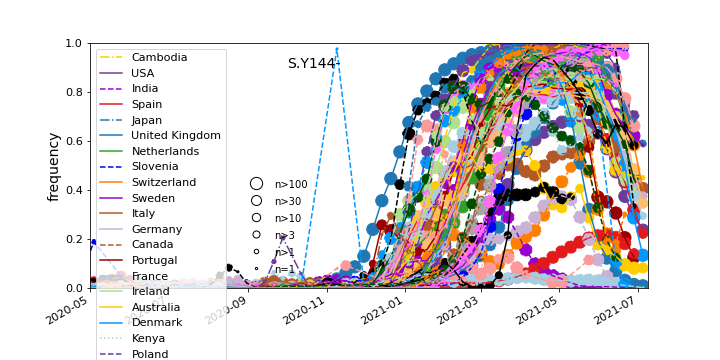 S.Y144-
frequency
1.0
0.8
0.6
0.4
0.2
0.0
Cambodia
USA
India
Spain
Japan
United Kingdom
Netherlands
Slovenia
Switzerland
Sweden
Italy
Germany
Canada
Portugal
France
Ireland
Australia
Denmark
Kenya
Poland
n>100
n>30
n>10
n>3
n>1
n=1
2020-05
2020-07
2020-09
2020-11
2021-01
2021-03
2021-05
2021-07